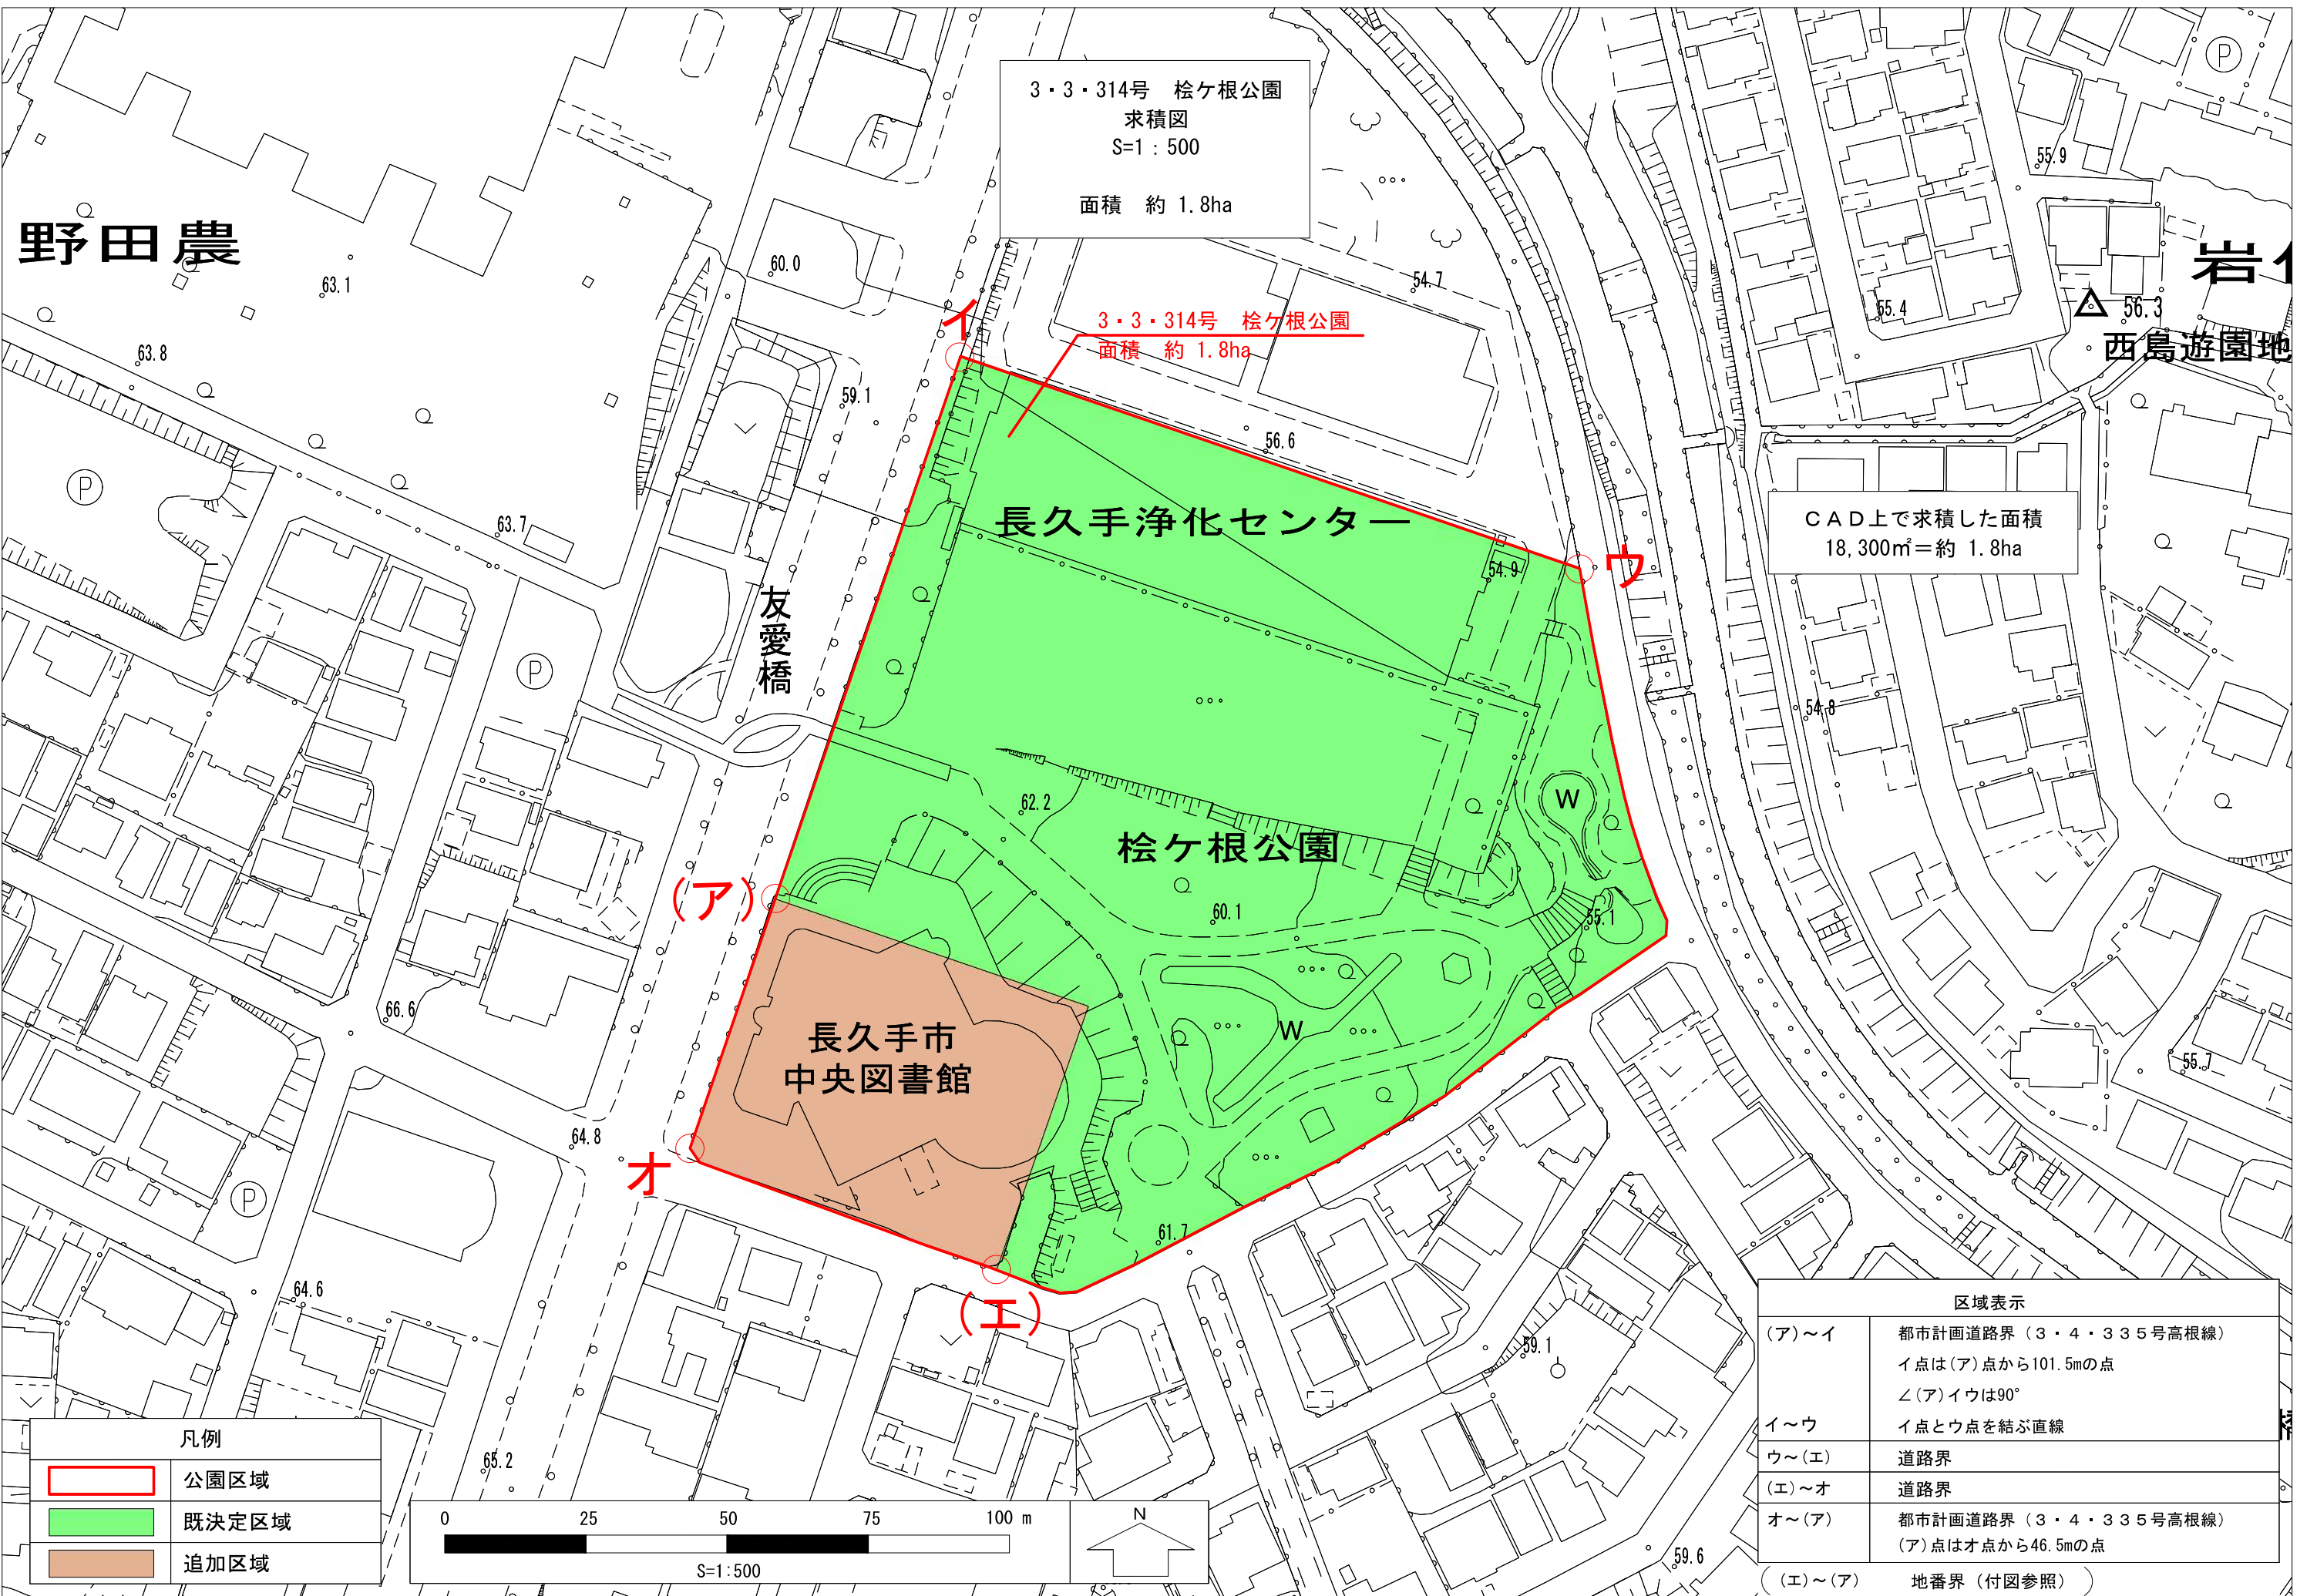 3・3・314号　桧ケ根公園
求積図
S=1：500
面積　約 1.8ha
野田農
岩
63.1
60.0
54.7
55.9
55.4
56.3
西島遊園地
イ
3・3・314号　桧ケ根公園
面積　約 1.8ha
63.8
59.1
56.6
P
P
63.7
長久手浄化センター
ＣＡＤ上で求積した面積
18,300㎡＝約 1.8ha
54.9
ウ
友愛橋
P
54.8
62.2
W
桧ケ根公園
(ア)
60.1
55.1
66.6
長久手市
中央図書館
W
55.7
64.8
オ
P
61.7
64.6
(エ)
59.1
65.2
59.6
区域表示
(ア)～イ　都市計画道路界（３・４・３３５号高根線）
イ点は(ア)点から101.5mの点
∠(ア)イウは90°
イ～ウ　イ点とウ点を結ぶ直線
ウ～(エ)　道路界
(エ)～オ　道路界
オ～(ア)　都市計画道路界（３・４・３３５号高根線）
(ア)点はオ点から46.5mの点
(エ)～(ア)　地番界（付図参照）
凡例
公園区域
既決定区域
追加区域
0 25 50 75 100 m
S=1:500
N